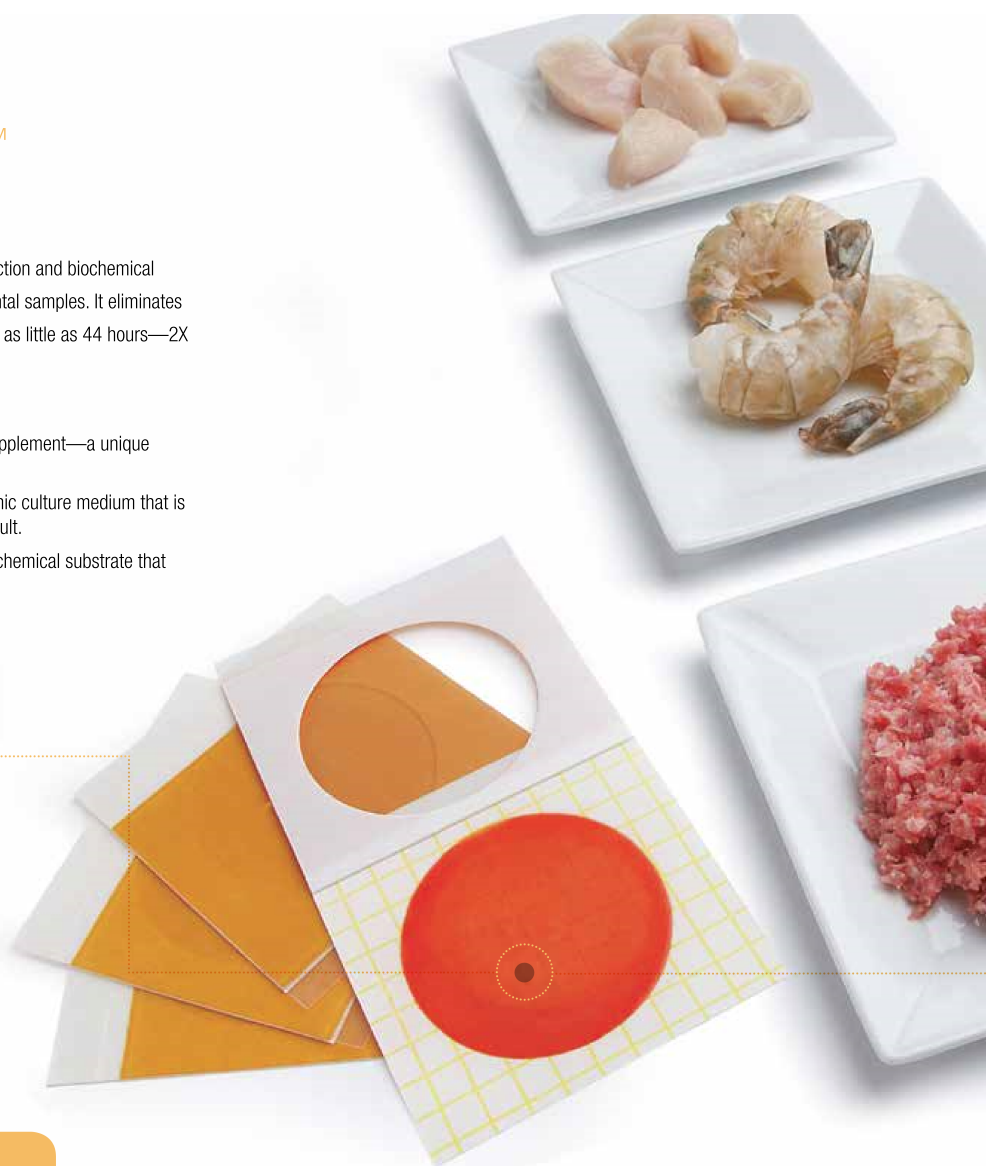 M
ction and biochemical
ntal samples. It eliminates
as little as 44 hours—2X
pplement—a unique
nic culture medium that is
ult.
chemical substrate that